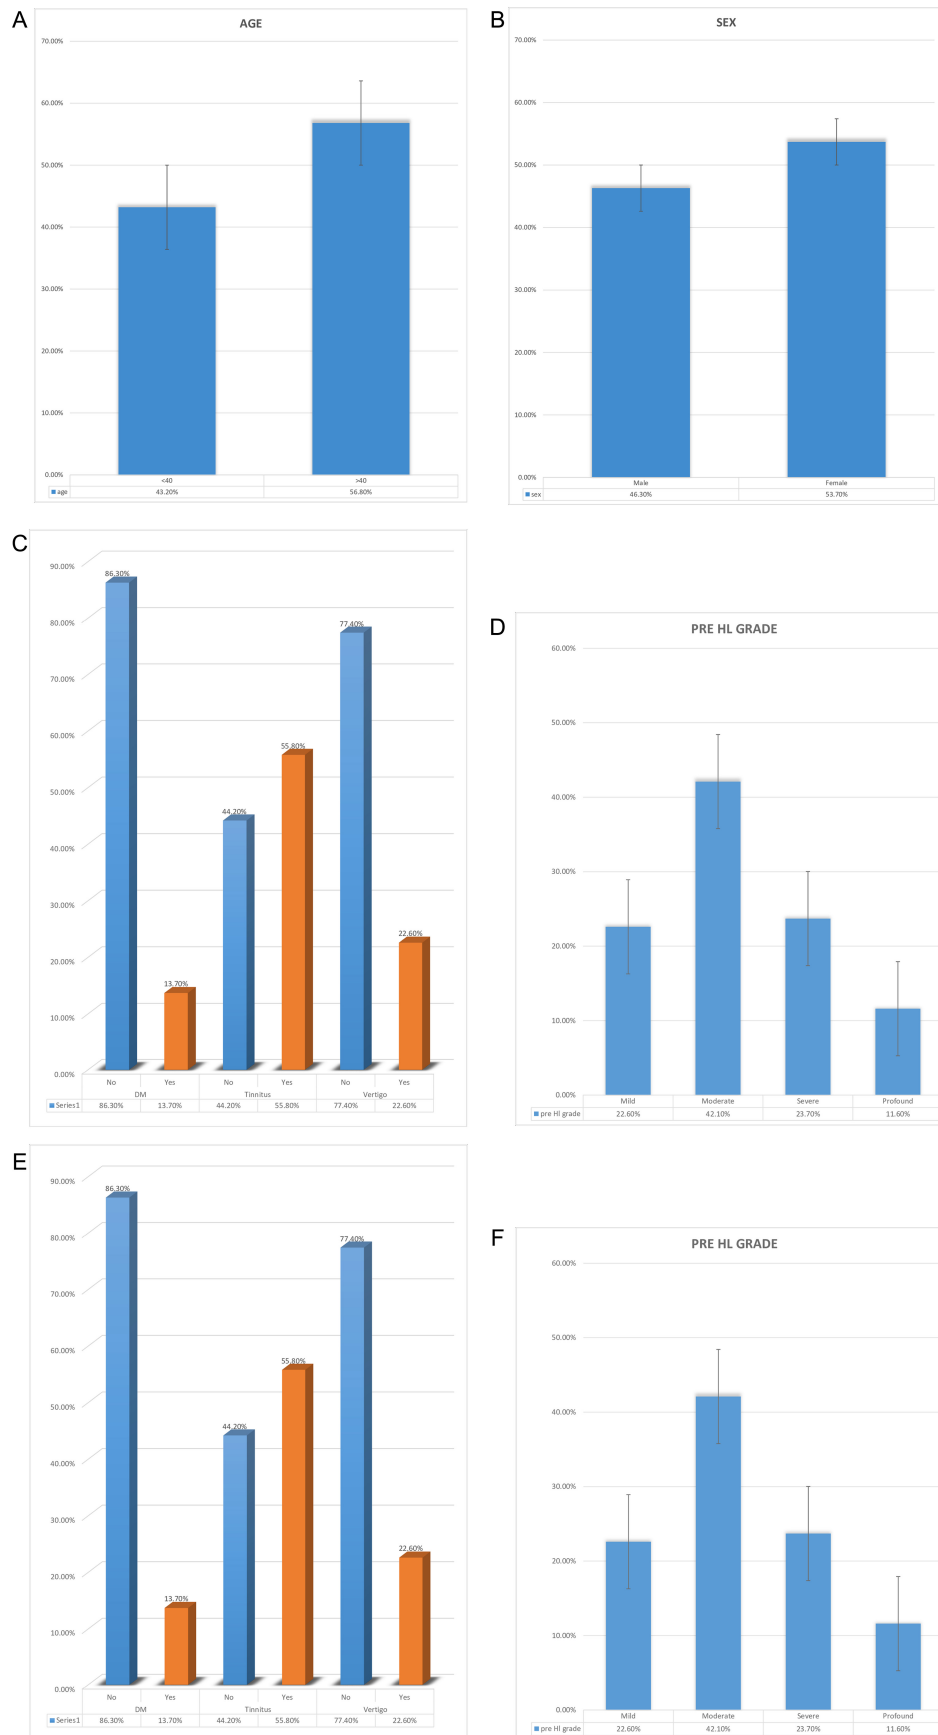 A
AGE
70.00%
60.00%
50.00%
40.00%
30.00%
20.00%
10.00%
0.00%
<40 >40
age 43.20% 56.80%
B
SEX
70.00%
60.00%
50.00%
40.00%
30.00%
20.00%
10.00%
0.00%
Male Female
sex 46.30% 53.70%
C
90.00%
80.00%
70.00%
60.00%
50.00%
40.00%
30.00%
20.00%
10.00%
0.00%
86.30%
13.70%
44.20%
55.80%
77.40%
22.60%
No Yes No Yes No Yes
DM Tinnitus Vertigo
Series1 86.30% 13.70% 44.20% 55.80% 77.40% 22.60%
D
PRE HL GRADE
60.00%
50.00%
40.00%
30.00%
20.00%
10.00%
0.00%
Mild Moderate Severe Profound
pre Hl grade 22.60% 42.10% 23.70% 11.60%
E
90.00%
80.00%
70.00%
60.00%
50.00%
40.00%
30.00%
20.00%
10.00%
0.00%
86.30%
13.70%
44.20%
55.80%
77.40%
22.60%
No Yes No Yes No Yes
DM Tinnitus Vertigo
Series1 86.30% 13.70% 44.20% 55.80% 77.40% 22.60%
F
PRE HL GRADE
60.00%
50.00%
40.00%
30.00%
20.00%
10.00%
0.00%
Mild Moderate Severe Profound
pre Hl grade 22.60% 42.10% 23.70% 11.60%